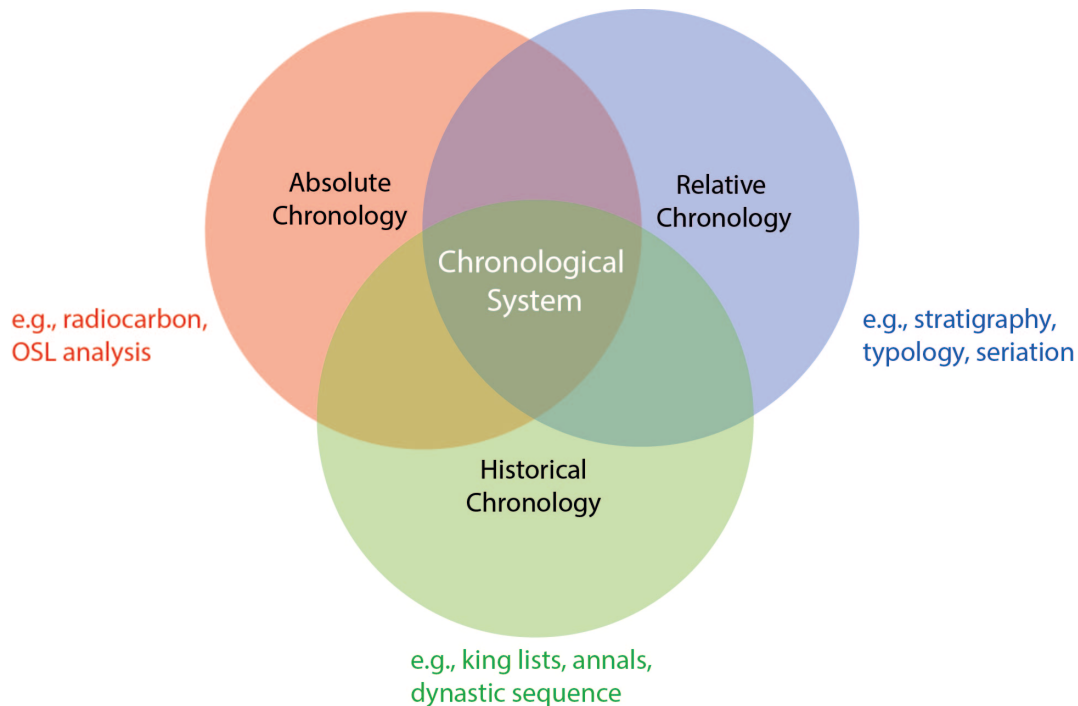 Absolute
Chronology
Relative
Chronology
Chronological
System
e.g., radiocarbon,
OSL analysis
e.g., stratigraphy,
typology, seriation
Historical
Chronology
e.g., king lists, annals,
dynastic sequence